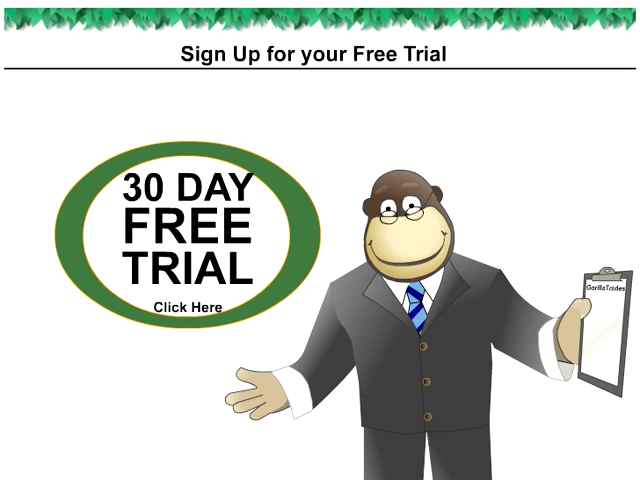 Sign Up for your Free Trial
30 DAY
FREE
TRIAL
Click Here
GorillaTrades